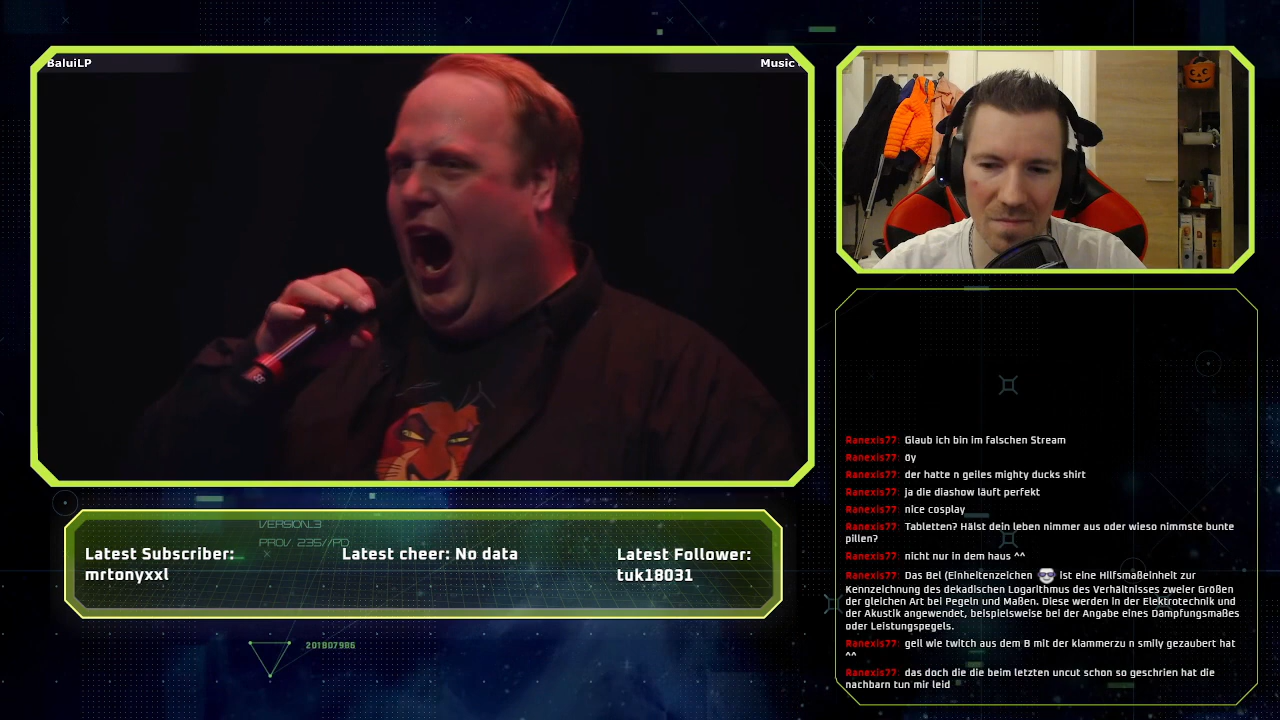 BaluiLP
Music
VERSION_3
PROV 235//PD
Latest Subscriber:
mrtonyxxl
Latest cheer: No data
Latest Follower:
tuk18031
201807986
Ranexis77: Glaub ich bin im falschen Stream
Ranexis77: Oy
Ranexis77: der hatte n geiles mighty ducks shirt
Ranexis77: ja die diashow läuft perfekt
Ranexis77: nice cosplay
Ranexis77: Tabletten? Hälst dein leben nimmer aus oder wieso nimmste bunte
pillen?
Ranexis77: nicht nur in dem haus ^^
Ranexis77: Das Bel (Einheitenzeichen ist eine Hilfsmaßeinheit zur
Kennzeichnung des dekadischen Logarithmus des Verhältnisses zweier Größen
der gleichen Art bei Pegeln und Maßen. Diese werden in der Elektrotechnik und
der Akustik angewendet, beispielsweise bei der Angabe eines Dämpfungsmaßes
oder Leistungspegels.
Ranexis77: gell wie twitch aus dem B mit der klammerzu n smily gezaubert hat
^^
Ranexis77: das doch die die beim letzten uncut schon so geschrien hat die
nachbarn tun mir leid